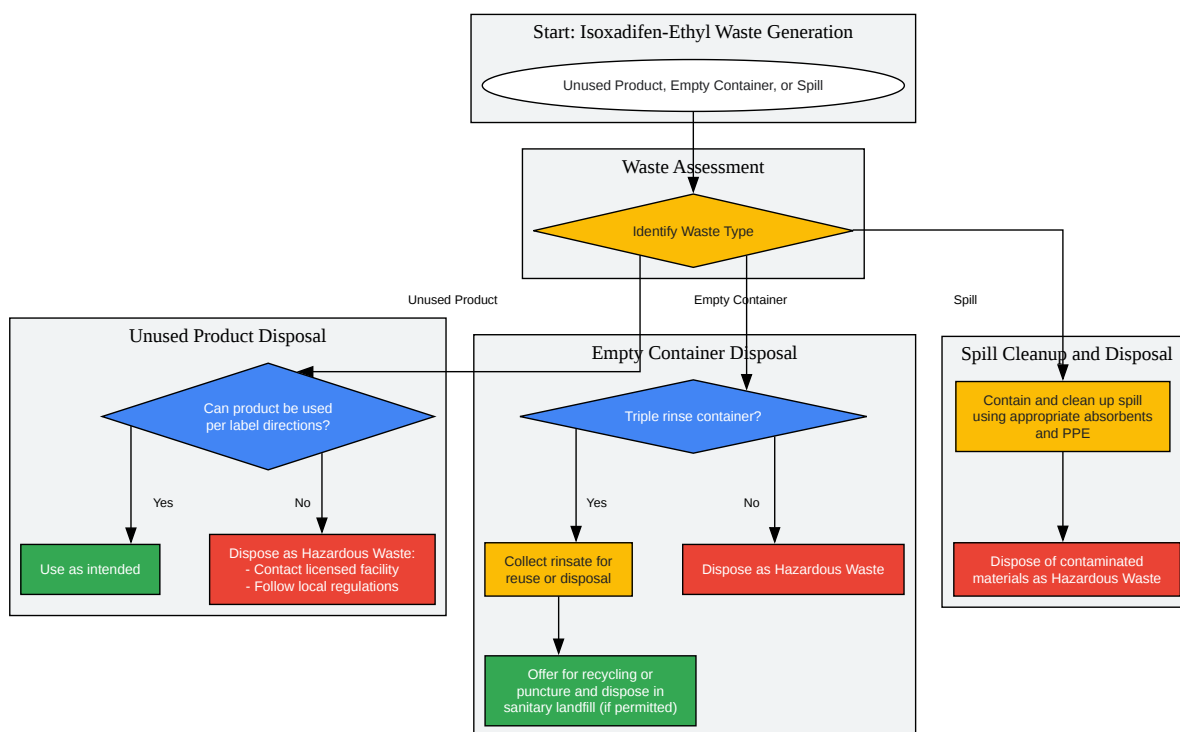 Start: Isoxadifen-Ethyl Waste Generation
Unused Product, Empty Container, or Spill
Waste Assessment
Identify Waste Type
Unused Product
Empty Container
Spill
Unused Product Disposal
Can product be used
per label directions?
Yes
No
Use as intended
Dispose as Hazardous Waste:
- Contact licensed facility
- Follow local regulations
Empty Container Disposal
Triple rinse container?
Yes
No
Collect rinsate for
reuse or disposal
Dispose as Hazardous Waste
Offer for recycling or
puncture and dispose in
sanitary landfill (if permitted)
Spill Cleanup and Disposal
Contain and clean up spill
using appropriate absorbents
and PPE
Dispose of contaminated
materials as Hazardous Waste